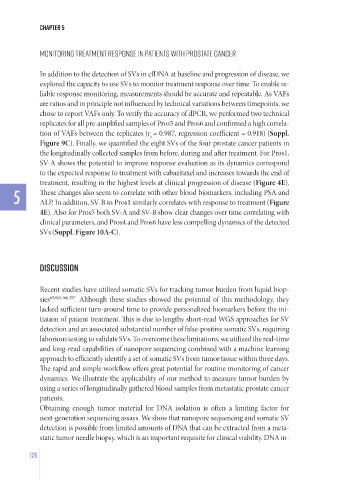 CHAPTER 5
MONITORING TREATMENT RESPONSE IN PATIENTS WITH PROSTATE CANCER
In addition to the detection of SVs in cfDNA at baseline and progression of disease, we
explored the capacity to use SVs to monitor treatment response over time. To enable re-
liable response monitoring, measurements should be accurate and repeatable. As VAFs
are ratios and in principle not influenced by technical variations between timepoints, we
chose to report VAFs only. To verify the accuracy of dPCR, we performed two technical
replicates for all pre-amplified samples of Pros5 and Pros6 and confirmed a high correla-
tion of VAFs between the replicates (rs= 0.987, regression coefficient = 0.918) (Suppl.
Figure 9C). Finally, we quantified the eight SVs of the four prostate cancer patients in
the longitudinally collected samples from before, during and after treatment. For Pros1,
SV-A shows the potential to improve response evaluation as its dynamics correspond
to the expected response to treatment with cabazitaxel and increases towards the end of
treatment, resulting in the highest levels at clinical progression of disease (Figure 4E).
These changes also seem to correlate with other blood biomarkers, including PSA and
ALP. In addition, SV-B in Pros1 similarly correlates with response to treatment (Figure
4E). Also for Pros5 both SV-A and SV-B show clear changes over time correlating with
clinical parameters, and Pros4 and Pros6 have less compelling dynamics of the detected
SVs (Suppl. Figure 10A-C).
5
DISCUSSION
Recent studies have utilized somatic SVs for tracking tumor burden from liquid biop-
sies
. Although these studies showed the potential of this methodology, they
lacked sufficient turn-around time to provide personalized biomarkers before the ini-
tiation of patient treatment. This is due to lengthy short-read WGS approaches for SV
detection and an associated substantial number of false-positive somatic SVs, requiring
laborious testing to validate SVs. To overcome these limitations, we utilized the real-time
and long-read capabilities of nanopore sequencing combined with a machine learning
approach to efficiently identify a set of somatic SVs from tumor tissue within three days.
The rapid and simple workflow offers great potential for routine monitoring of cancer
dynamics. We illustrate the applicability of our method to measure tumor burden by
using a series of longitudinally gathered blood samples from metastatic prostate cancer
patients.
Obtaining enough tumor material for DNA isolation is often a limiting factor for
next-generation sequencing assays. We show that nanopore sequencing and somatic SV
detection is possible from limited amounts of DNA that can be extracted from a meta-
static tumor needle biopsy, which is an important requisite for clinical viability. DNA in-
128